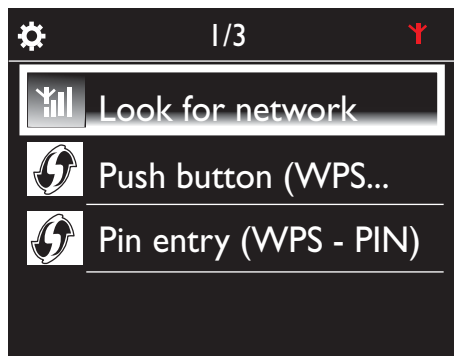 1/3
Look for network
Push button (WPS...
Pin entry (WPS - PIN)